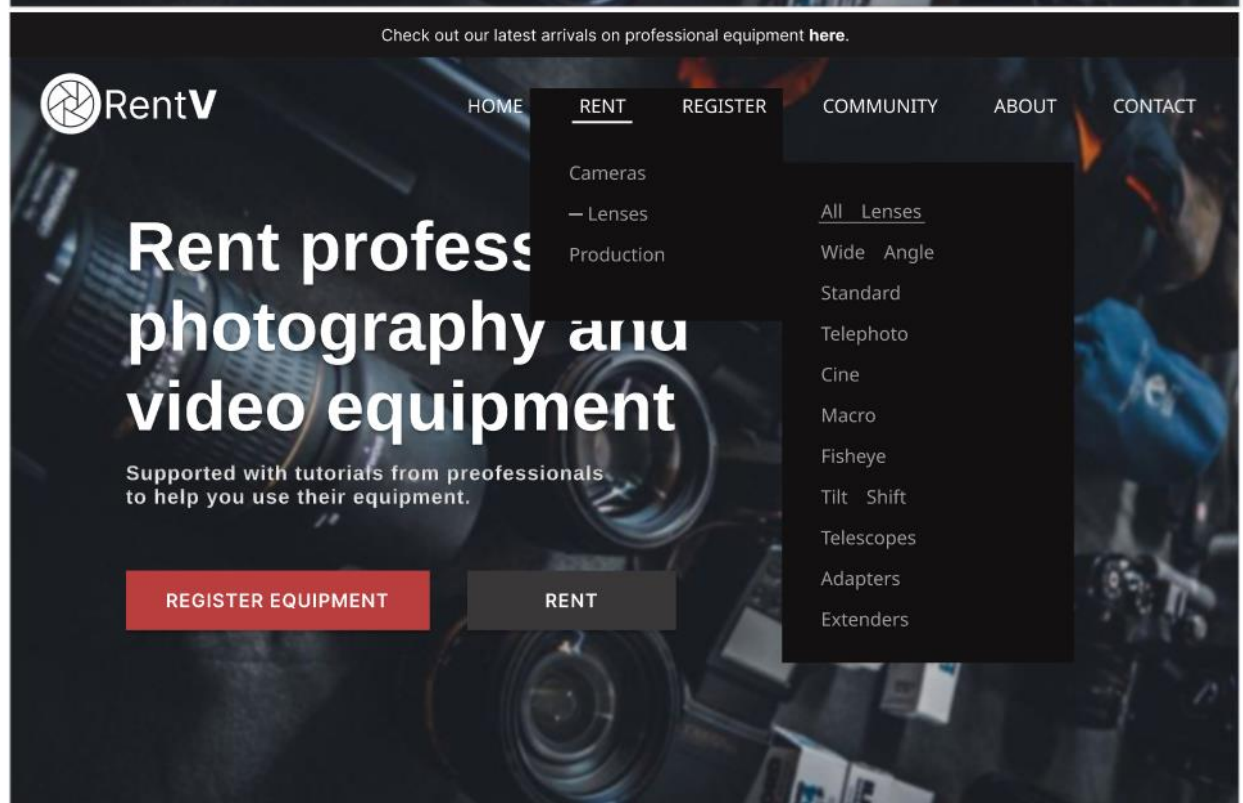 Check out our latest arrivals on professional equipment here.
RentV
HOME RENT REGISTER COMMUNITY ABOUT CONTACT
Cameras
– Lenses
Production
All Lenses
Wide Angle
Standard
Telephoto
Cine
Macro
Fisheye
Tilt Shift
Telescopes
Adapters
Extenders
Rent
photography and
video equipment
Supported with tutorials from preofessionals
to help you use their equipment.
REGISTER EQUIPMENT RENT